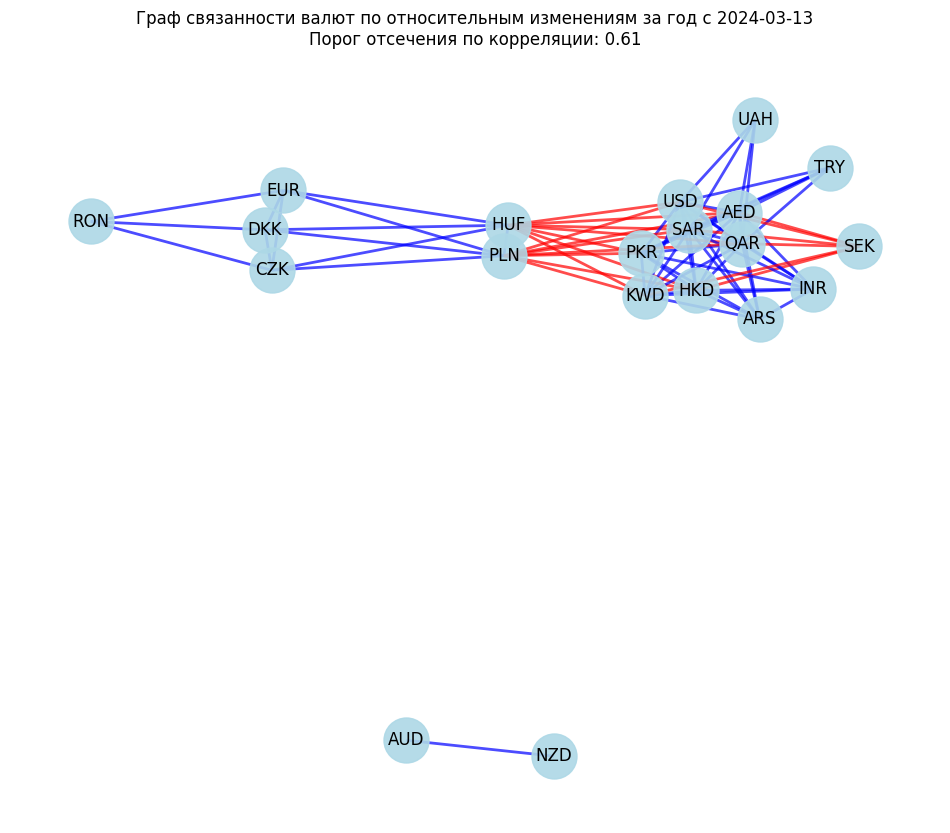 Граф связанности валют по относительным изменениям за год с 2024-03-13
Порог отсечения по корреляции: 0.61
UAH
TRY
EUR
USD
AED
RON
DKK
HUF
SAR
QAR
SEK
PLN
PKR
CZK
KWD
HKD
INR
ARS
AUD
NZD